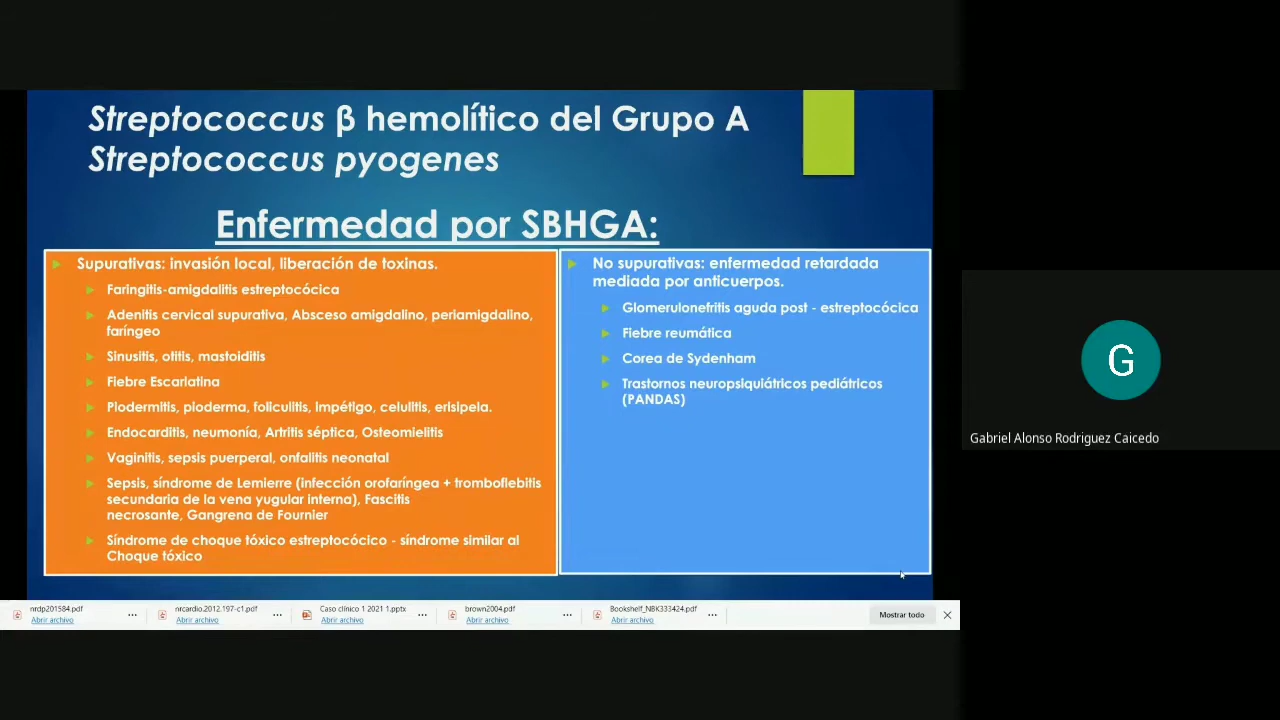 Streptococcus β hemolítico del Grupo A
Streptococcus pyogenes
Enfermedad por SBHGA:
Supurativas: invasión local, liberación de toxinas.
Faringitis-amigdalitis estreptocócica
Adenitis cervical supurativa, Absceso amigdalino, periamigdalino,
faríngeo
Sinusitis, otitis, mastoiditis
Fiebre Escarlatina
Piodermitis, pioderma, foliculitis, impétigo, celulitis, erisipela.
Endocarditis, neumonía, Artritis séptica, Osteomielitis
Vaginitis, sepsis puerperal, onfalitis neonatal
Sepsis, síndrome de Lemierre (infección orofaríngea + tromboflebitis
secundaria de la vena yugular interna), Fascitis
necrosante, Gangrena de Fournier
Síndrome de choque tóxico estreptocócico - síndrome similar al
Choque tóxico
No supurativas: enfermedad retardada
mediada por anticuerpos.
Glomerulonefritis aguda post - estreptocócica
Fiebre reumática
Corea de Sydenham
Trastornos neuropsiquiátricos pediátricos
(PANDAS)
G
Gabriel Alonso Rodriguez Caicedo
nrdp201584.pdf
Abrir archivo
nrcardio.2012.197-c1.pdf
Abrir archivo
Caso clínico 1 2021 1.pptx
Abrir archivo
brown2004.pdf
Abrir archivo
Bookshelf_NBK333424.pdf
Abrir archivo
Mostrar todo